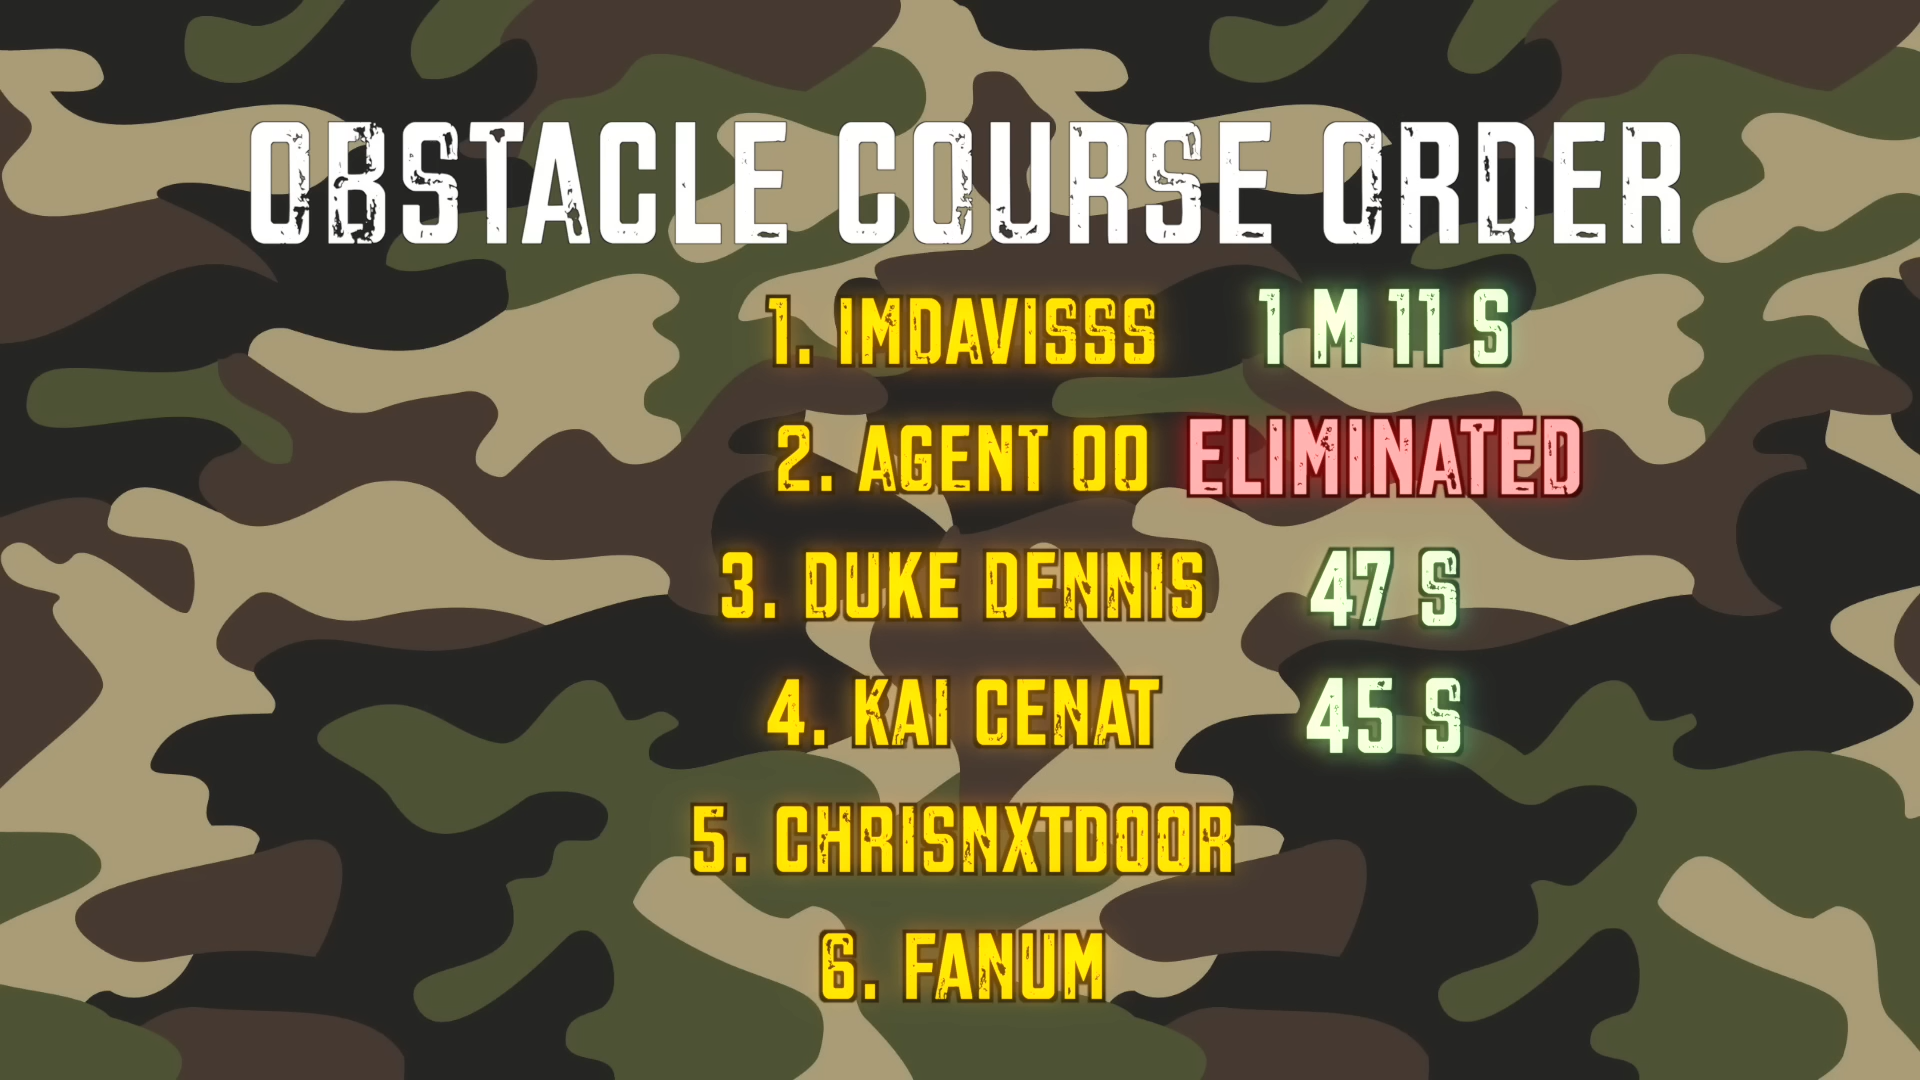 OBSTACLE COURSE ORDER
1. IMDAVISSS 1 M 11 S
2. AGENT 00 ELIMINATED
3. DUKE DENNIS 47 S
4. KAI CENAT 45 S
5. CHRISNXTDOOR
6. FANUM